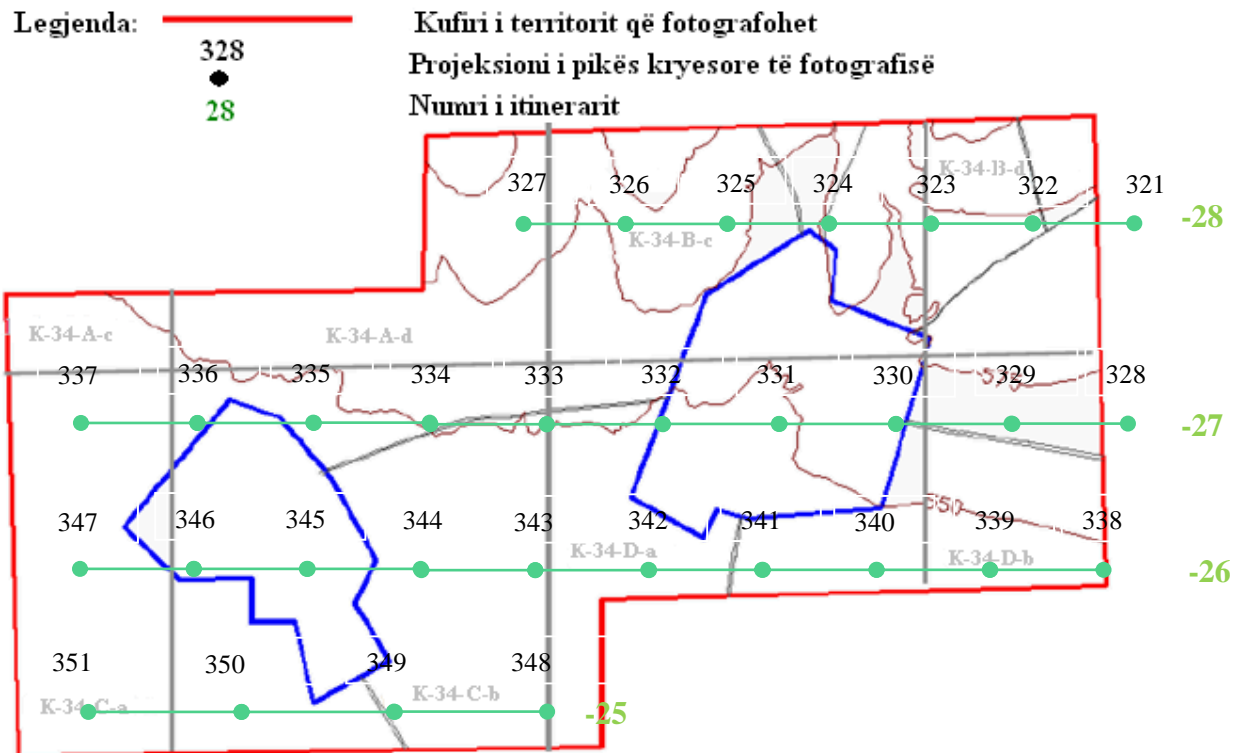 Legjenda: Kufiri i territorit që fotografohet
328
Projeksioni i pikës kryesore të fotografisë
28 Numri i itinerarit
K-34-B-d
327 326 325 324 323 322 321
-28
K-34-B-c
K-34-A-c K-34-A-d
337 336 335 334 333 332 331 330 329 328
-27
550
347 346 345 344 343 342 341 340 339 338
K-34-D-a K-34-D-b
-26
351 350 349 348
K-34-C-a K-34-C-b
-25